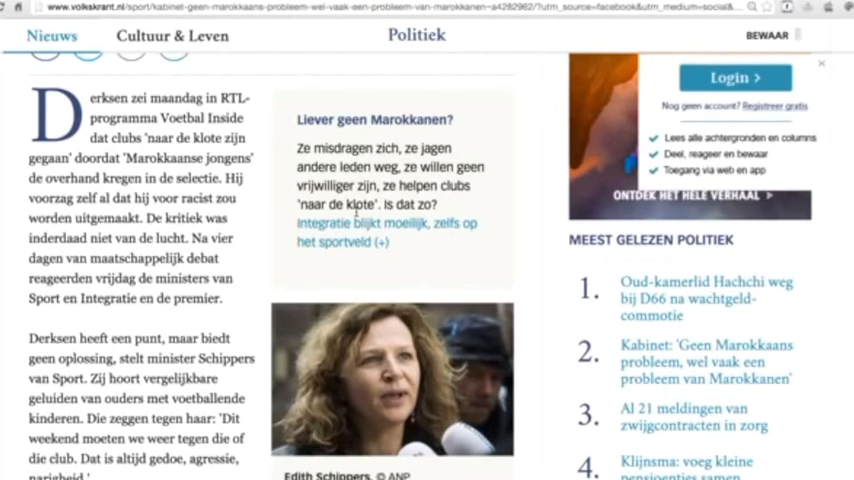 www.volkskrant.nl/sport/kabinet-geen-marokkaans-probleem-wel-vaak-een-probleem-van-marokkanen~a4282962/?utm_source=facebook&utm_medium=social&...
Nieuws
Cultuur & Leven
Politiek
BEWAAR
Derksen zei maandag in RTL-
programma Voetbal Inside
dat clubs 'naar de klote zijn
gegaan' doordat 'Marokkaanse jongens'
de overhand kregen in de selectie. Hij
voorzag zelf al dat hij voor racist zou
worden uitgemaakt. De kritiek was
inderdaad niet van de lucht. Na vier
dagen van maatschappelijk debat
reageerden vrijdag de ministers van
Sport en Integratie en de premier.
Derksen heeft een punt, maar biedt
geen oplossing, stelt minister Schippers
van Sport. Zij hoort vergelijkbare
geluiden van ouders met voetballende
kinderen. Die zeggen tegen haar: 'Dit
weekend moeten we weer tegen die of
die club. Dat is altijd gedoe, agressie,
narigheid.'
Liever geen Marokkanen?
Ze misdragen zich, ze jagen
andere leden weg, ze willen geen
vrijwilliger zijn, ze helpen clubs
'naar de klote'. Is dat zo?
Integratie blijkt moeilijk, zelfs op
het sportveld (+)
Edith Schippers. © ANP
Login >
Nog geen account? Registreer gratis
Lees alle achtergronden en columns
Deel, reageer en bewaar
Toegang via web en app
ONTDEK HET HELE VERHAAL
MEEST GELEZEN POLITIEK
1. Oud-kamerlid Hachchi weg
bij D66 na wachtgeld-
commotie
2. Kabinet: 'Geen Marokkaans
probleem, wel vaak een
probleem van Marokkanen'
3. Al 21 meldingen van
zwijgcontracten in zorg
4. Klijnsma: voeg kleine
pensioenties samen